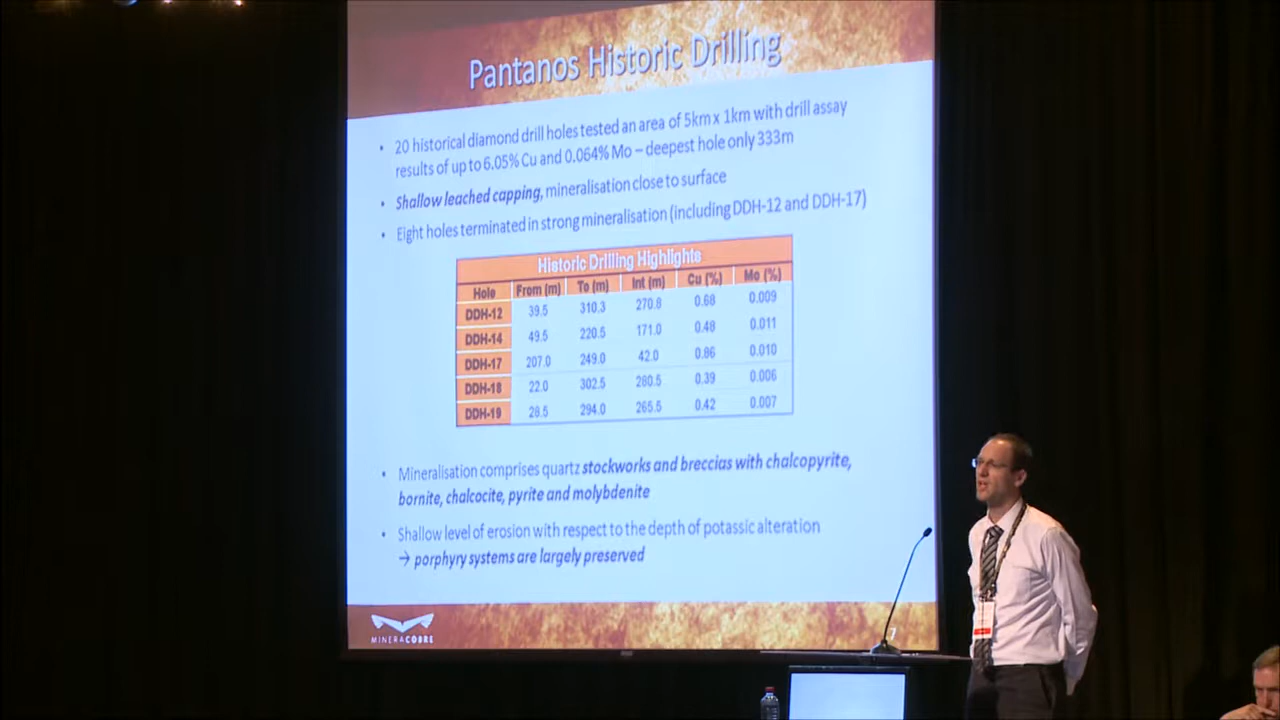 Pantanos Historic Drilling
• 20 historical diamond drill holes tested an area of 5km x 1km with drill assay
results of up to 6.05% Cu and 0.064% Mo – deepest hole only 333m
• Shallow leached capping, mineralisation close to surface
• Eight holes terminated in strong mineralisation (including DDH-12 and DDH-17)
Historic Drilling Highlights
Hole From (m) To (m) Int (m) Cu (%) Mo (%)
DDH-12 39.5 310.3 270.8 0.68 0.009
DDH-14 49.5 220.5 171.0 0.48 0.011
DDH-17 207.0 249.0 42.0 0.86 0.010
DDH-18 22.0 302.5 280.5 0.39 0.006
DDH-19 28.5 294.0 265.5 0.42 0.007
• Mineralisation comprises quartz stockworks and breccias with chalcopyrite,
bornite, chalcocite, pyrite and molybdenite
• Shallow level of erosion with respect to the depth of potassic alteration
→ porphyry systems are largely preserved
MINERACOBRE
7